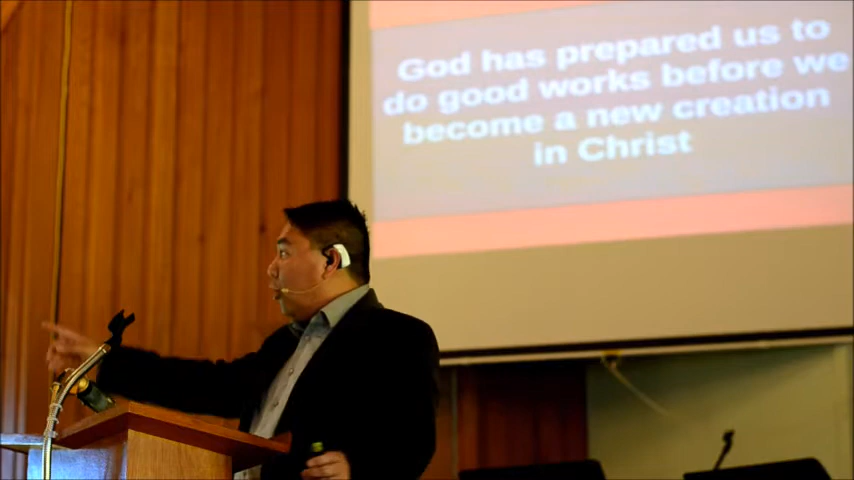 God has prepared us to
do good works before we
become a new creation
in Christ